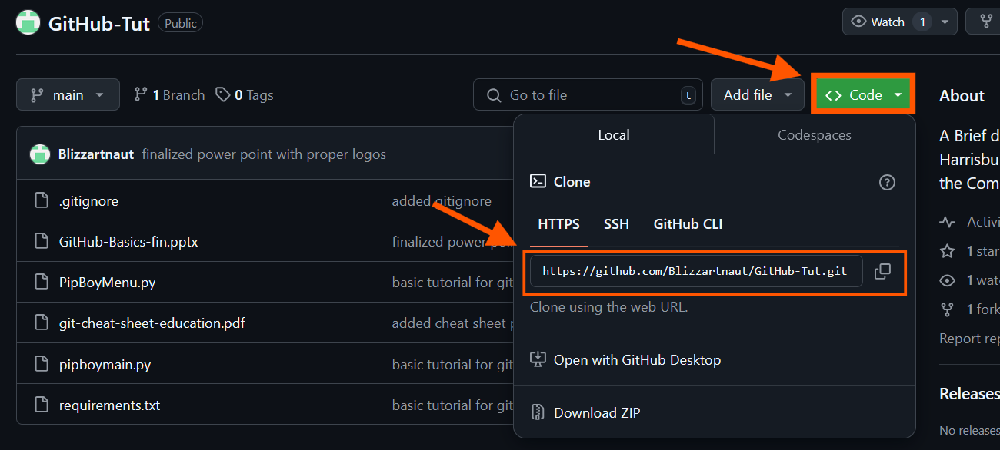 GitHub-Tut Public
Watch 1
main
1 Branch
0 Tags
Go to file t
Add file
Code
Local
Codespaces
Clone
HTTPS
SSH
GitHub CLI
https://github.com/Blizzartnaut/GitHub-Tut.git
Clone using the web URL.
Open with GitHub Desktop
Download ZIP
Blizzartnaut finalized power point with proper logos
.gitignore added gitignore
GitHub-Basics-fin.pptx finalized power
PipBoyMenu.py basic tutorial for git
git-cheat-sheet-education.pdf added cheat sheet
pipboymain.py basic tutorial for git
requirements.txt basic tutorial for git
About
A Brief d
Harrisbu
the Com
Activi
1 star
1 wat
1 fork
Report rep
Releases
No releases